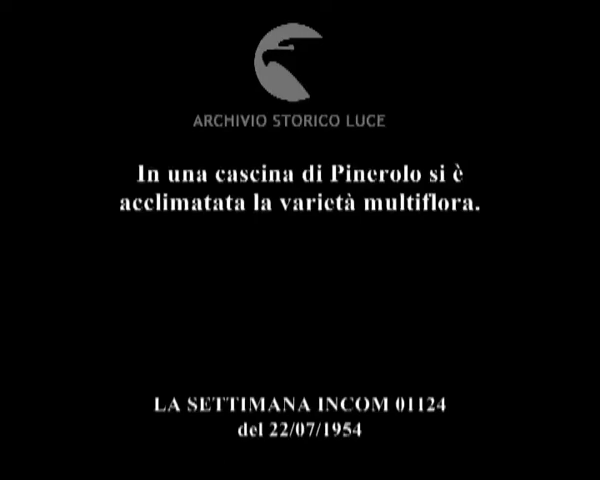 ARCHIVIO STORICO LUCE
In una cascina di Pinerolo si è
acclimatata la varietà multiflora.
LA SETTIMANA INCOM 01124
del 22/07/1954